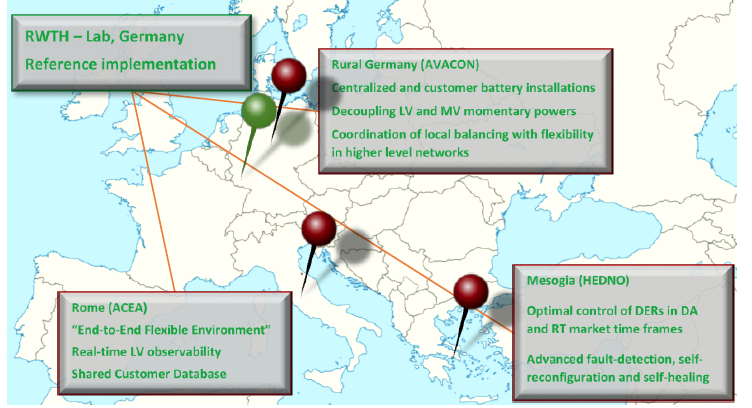 RWTH – Lab, Germany
Reference implementation
Rural Germany (AVACON)
Centralized and customer battery installations
Decoupling LV and MV momentary powers
Coordination of local balancing with flexibility
in higher level networks
Rome (ACEA)
“End-to-End Flexible Environment”
Real-time LV observability
Shared Customer Database
Mesogia (HEDNO)
Optimal control of DERs in DA
and RT market time frames
Advanced fault-detection, self-
reconfiguration and self-healing